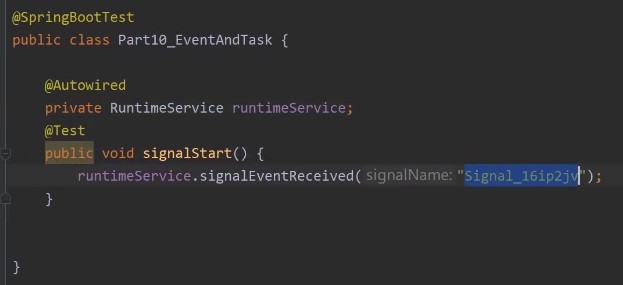 @SpringBootTest
public class Part10_EventAndTask {
@Autowired
private RuntimeService runtimeService;
@Test
public void signalStart() {
runtimeService.signalEventReceived( signalName: "Signal_16ip2jv");
}
}